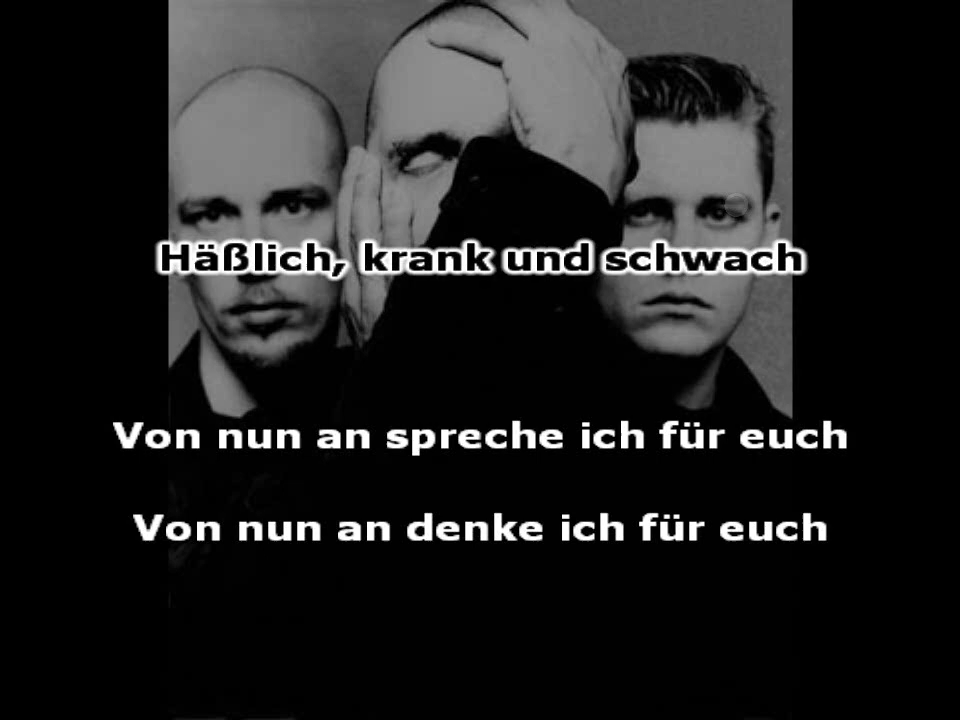 Häßlich, krank und schwach
Von nun an spreche ich für euch
Von nun an denke ich für euch